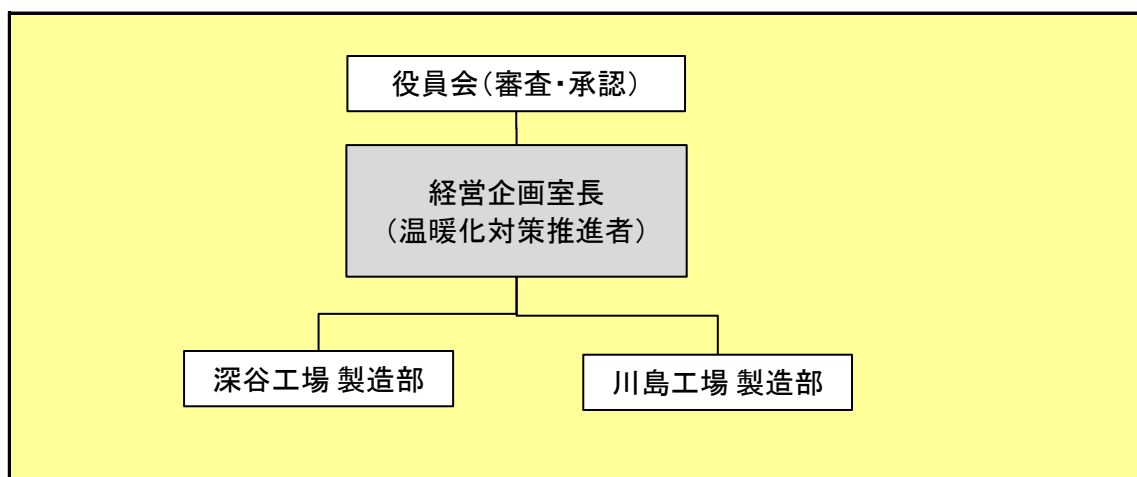 役員会（審査・承認）
経営企画室長
（温暖化対策推進者）
深谷工場 製造部
川島工場 製造部